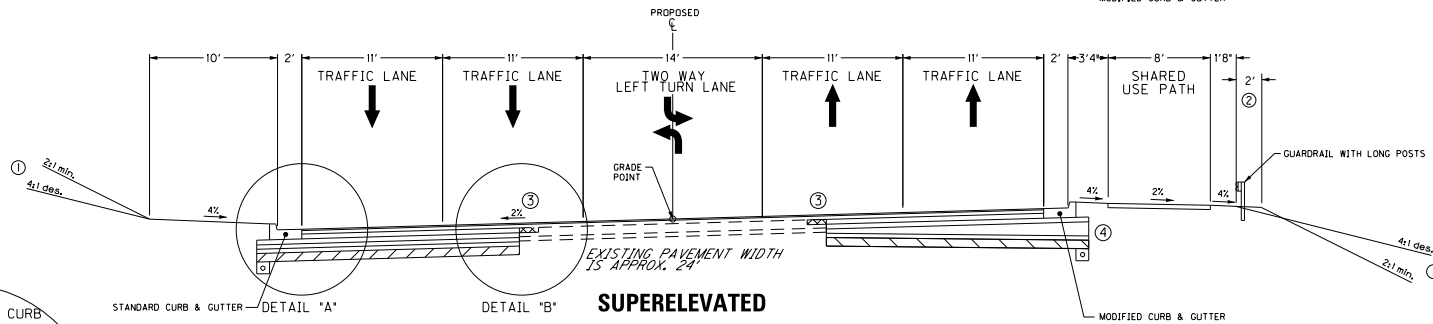 MODIFIED CURB & GUTTER
PROPOSED
℄
10'
2'
11'
11'
14'
11'
11'
2'
3'4"
8'
1'8"
2'
②
TRAFFIC LANE
TRAFFIC LANE
TWO WAY
LEFT TURN LANE
TRAFFIC LANE
TRAFFIC LANE
SHARED
USE PATH
GUARDRAIL WITH LONG POSTS
①
2:1 min.
4:1 des.
GRADE
POINT
4%
2%
③
③
4%
2%
4%
④
4:1 des.
2:1 min.
EXISTING PAVEMENT WIDTH
IS APPROX. 24'
STANDARD CURB & GUTTER
DETAIL "A"
DETAIL "B"
SUPERELEVATED
CURB
MODIFIED CURB & GUTTER